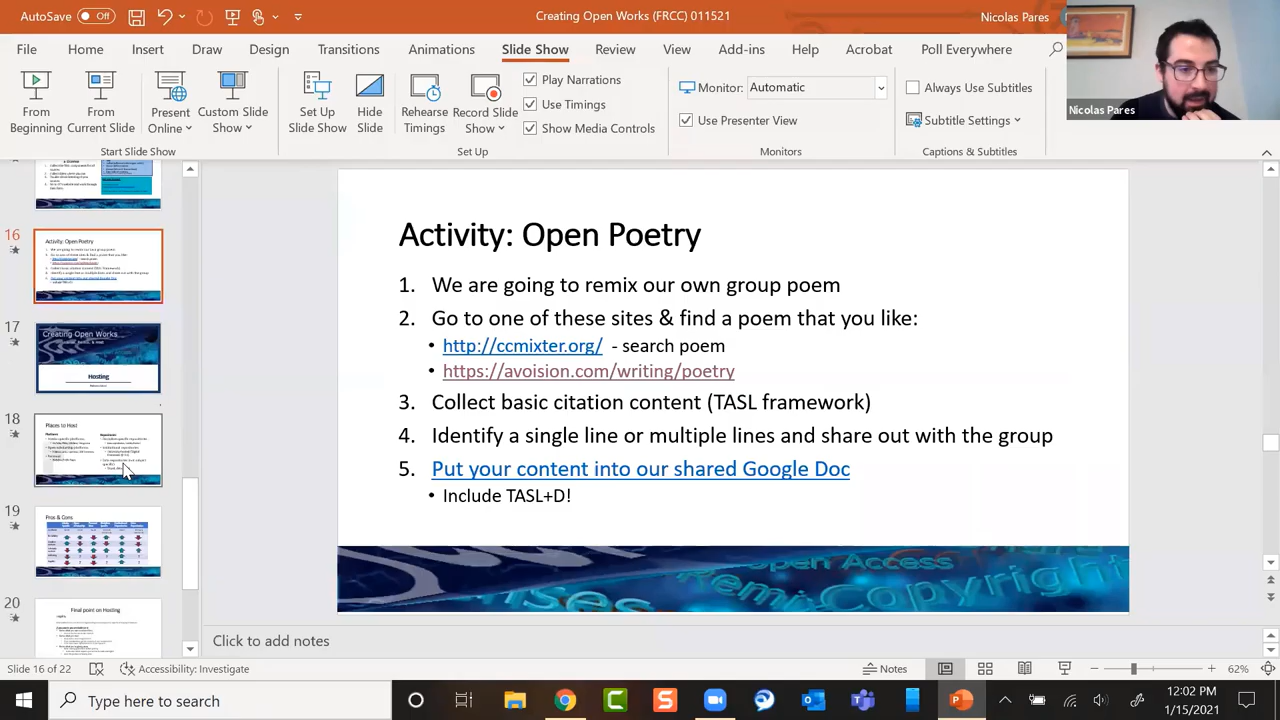 AutoSave Off
Creating Open Works (FRCC) 011521
Nicolas Pares
File Home Insert Draw Design Transitions Animations Slide Show Review View Add-ins Help Acrobat Poll Everywhere
Nicolas Pares
From Beginning
From Current Slide
Present Online
Custom Slide Show
Start Slide Show
Set Up Slide Show
Hide Slide
Rehearse Timings
Record Slide Show
Play Narrations
Use Timings
Show Media Controls
Set Up
Monitor: Automatic
Use Presenter View
Monitors
Always Use Subtitles
Subtitle Settings
Captions & Subtitles
16
Activity: Open Poetry
17
Creating Open Works
Hosting
18
Places to Host
19
Pros & Cons
20
Final point on Hosting
Activity: Open Poetry
1. We are going to remix our own group poem
2. Go to one of these sites & find a poem that you like:
• http://ccmixter.org/ - search poem
• https://avoision.com/writing/poetry
3. Collect basic citation content (TASL framework)
4. Identify a single line or multiple lines and share out with the group
5. Put your content into our shared Google Doc
• Include TASL+D!
Click to add notes
Slide 16 of 22
Accessibility: Investigate
Notes
62%
Type here to search
12:02 PM
1/15/2021